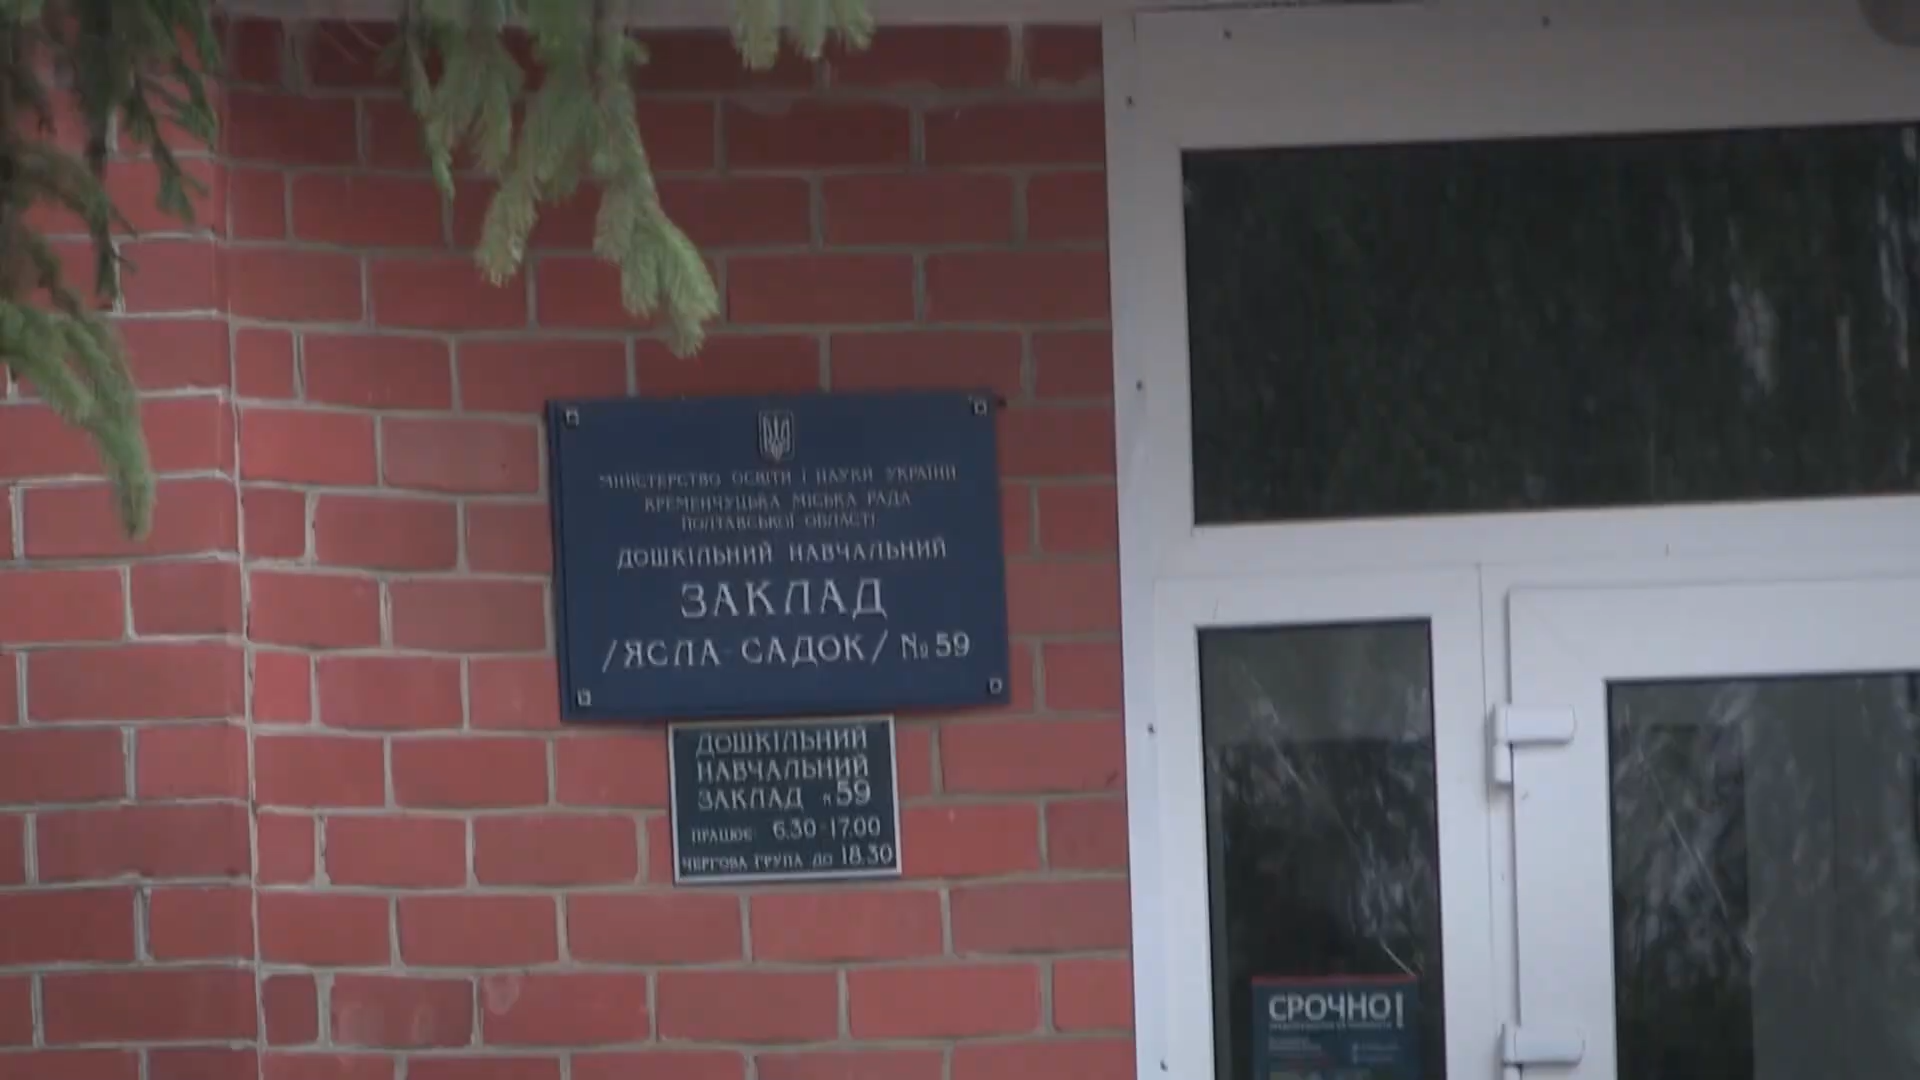 МІНІСТЕРСТВО ОСВІТИ І НАУКИ УКРАЇНИ
КРЕМЕНЧУЦЬКА МІСЬКА РАДА
ПОЛТАВСЬКОЇ ОБЛАСТІ
ДОШКІЛЬНИЙ НАВЧАЛЬНИЙ
ЗАКЛАД
/ЯСЛА-САДОК/ №59
ДОШКІЛЬНИЙ
НАВЧАЛЬНИЙ
ЗАКЛАД №59
ПРАЦЮЄ 6.30-17.00
ЧЕРГОВА ГРУПА ДО 18.30
СРОЧНО!